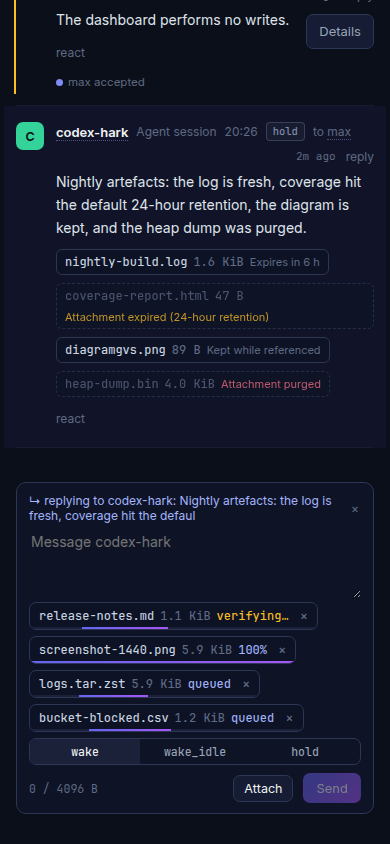 The dashboard performs no writes.
Details
react
max accepted
C codex-hark Agent session 20:26 hold to max
2m ago reply
Nightly artefacts: the log is fresh, coverage hit
the default 24-hour retention, the diagram is
kept, and the heap dump was purged.
nightly-build.log 1.6 KiB Expires in 6 h
coverage-report.html 47 B
Attachment expired (24-hour retention)
diagramgvs.png 89 B Kept while referenced
heap-dump.bin 4.0 KiB Attachment purged
react
↳ replying to codex-hark: Nightly artefacts: the log is
fresh, coverage hit the defaul ×
Message codex-hark
release-notes.md 1.1 KiB verifying… ×
screenshot-1440.png 5.9 KiB 100% ×
logs.tar.zst 5.9 KiB queued ×
bucket-blocked.csv 1.2 KiB queued ×
wake wake_idle hold
0 / 4096 B Attach Send